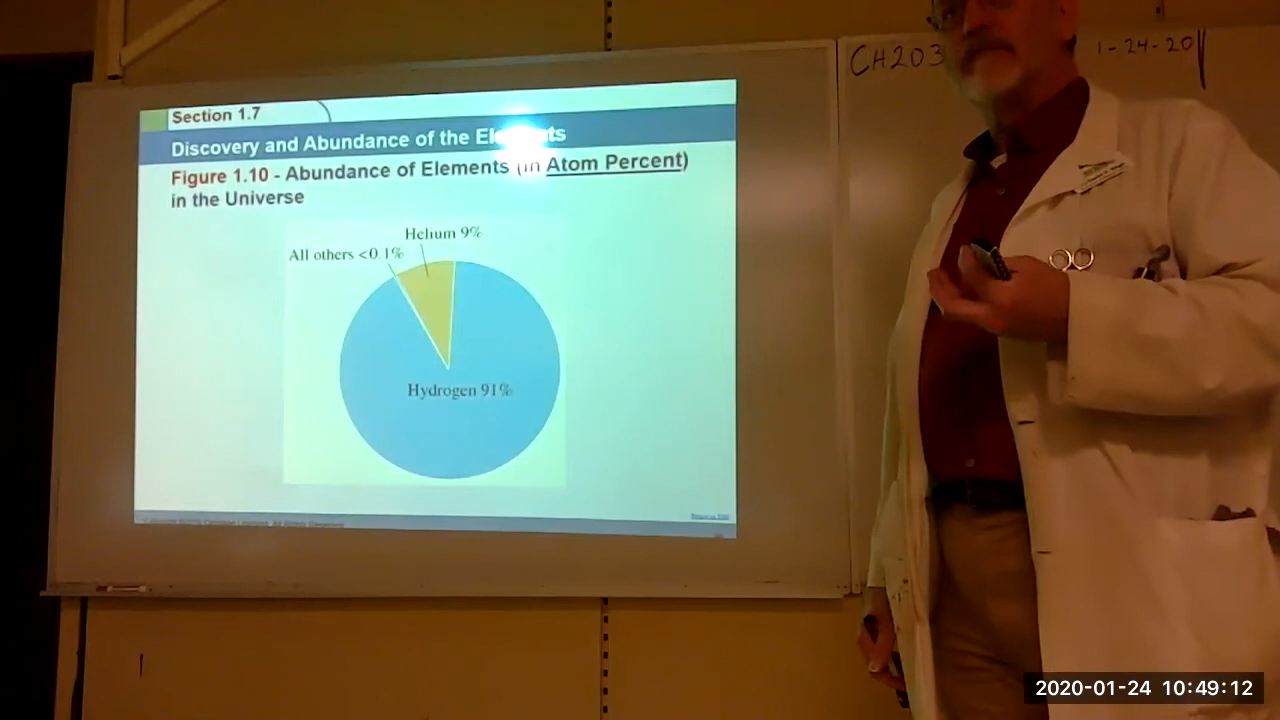 Section 1.7
Discovery and Abundance of the Elements
Figure 1.10 - Abundance of Elements (in Atom Percent)
in the Universe
Helium 9%
All others <0.1%
Hydrogen 91%
CH203
1-24-20
2020-01-24 10:49:12